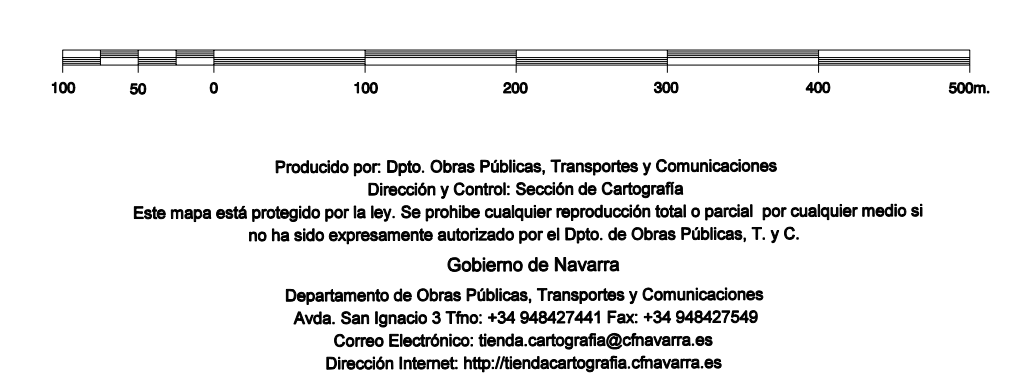 100 50 0 100 200 300 400 500m.
Producido por: Dpto. Obras Públicas, Transportes y Comunicaciones
Dirección y Control: Sección de Cartografía
Este mapa está protegido por la ley. Se prohibe cualquier reproducción total o parcial por cualquier medio si
no ha sido expresamente autorizado por el Dpto. de Obras Públicas, T. y C.
Gobierno de Navarra
Departamento de Obras Públicas, Transportes y Comunicaciones
Avda. San Ignacio 3 Tfno: +34 948427441 Fax: +34 948427549
Correo Electrónico: tienda.cartografia@cfnavarra.es
Dirección Internet: http://tiendacartografia.cfnavarra.es